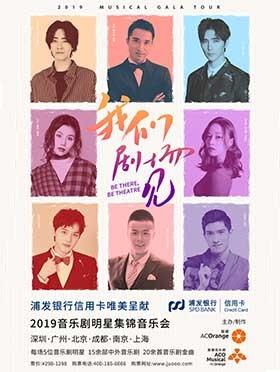 2019 MUSICAL GALA TOUR
我们
剧场
见
BE THERE,
BE THEATRE
浦发银行信用卡唯美呈献
浦发银行 信用卡
SPD BANK Credit Card
2019音乐剧明星集锦音乐会
深圳·广州·北京·成都·南京·上海
每场5位音乐剧明星 15余部中外音乐剧 20余首音乐剧金曲
主办/制作
ACOrange
ACO
Musical